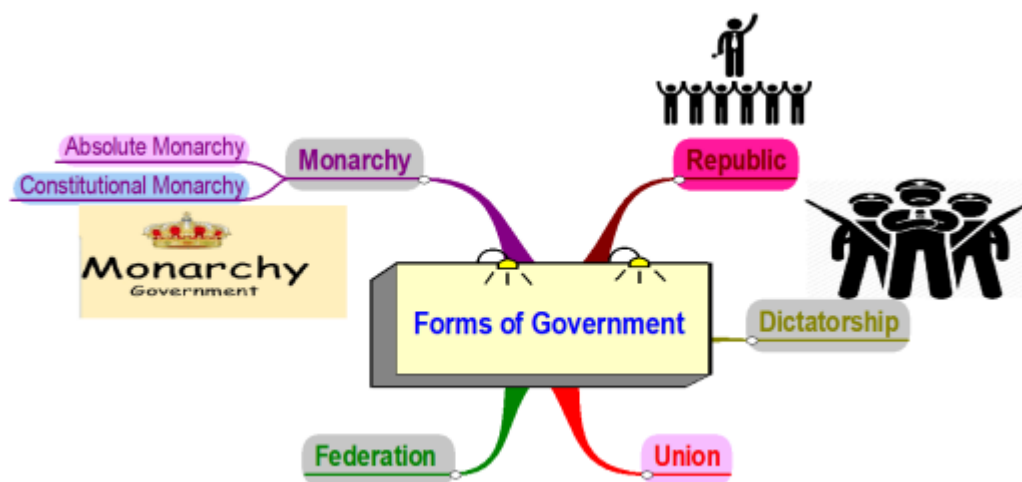 Absolute Monarchy
Monarchy
Republic
Constitutional Monarchy
Monarchy
Government
Forms of Government
Dictatorship
Federation
Union